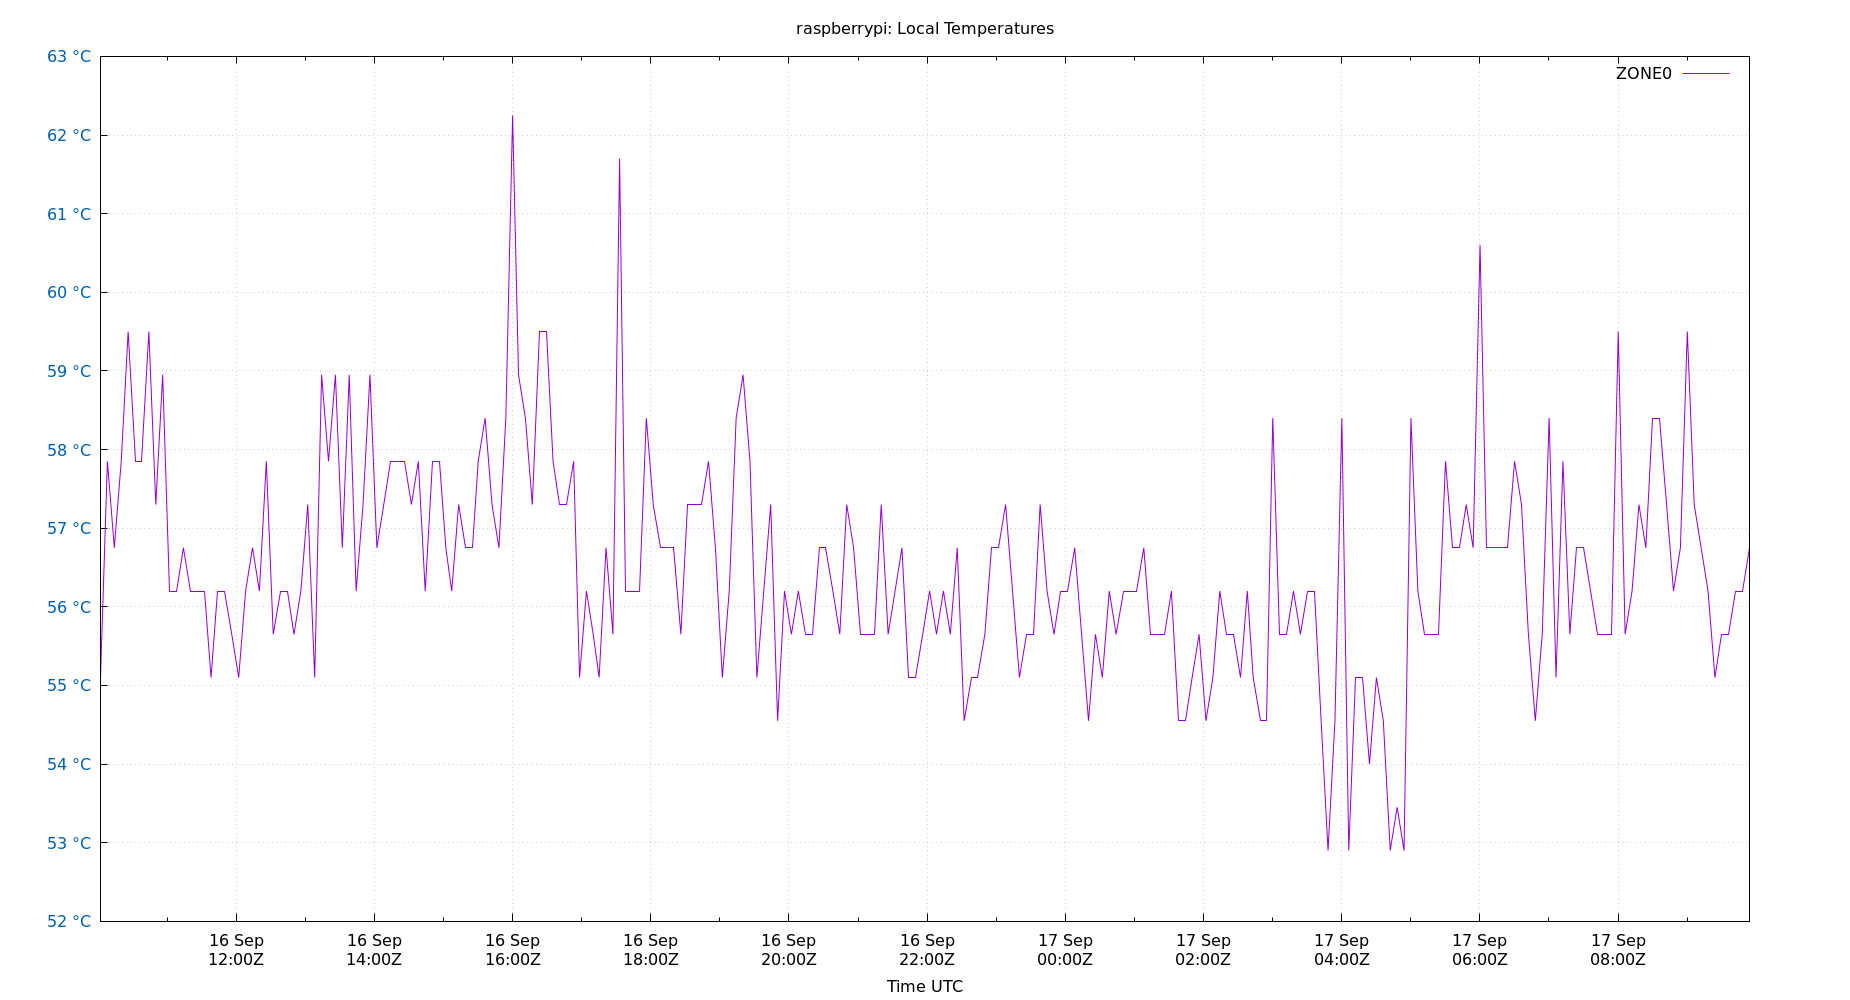 raspberrypi: Local Temperatures
63 °C
ZONE0
62 °C
61 °C
60 °C
59 °C
58 °C
57 °C
56 °C
55 °C
54 °C
53 °C
52 °C
16 Sep 16 Sep 16 Sep 16 Sep 16 Sep 16 Sep 17 Sep 17 Sep 17 Sep 17 Sep 17 Sep
12:00Z 14:00Z 16:00Z 18:00Z 20:00Z 22:00Z 00:00Z 02:00Z 04:00Z 06:00Z 08:00Z
Time UTC